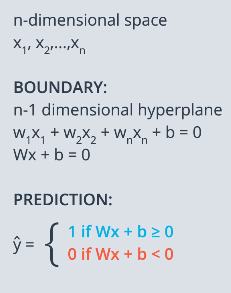 n-dimensional space
x₁, x₂,...,xₙ
BOUNDARY:
n-1 dimensional hyperplane
w₁x₁ + w₂x₂ + wₙxₙ + b = 0
Wx + b = 0
PREDICTION:
ŷ = { 1 if Wx + b ≥ 0
0 if Wx + b < 0